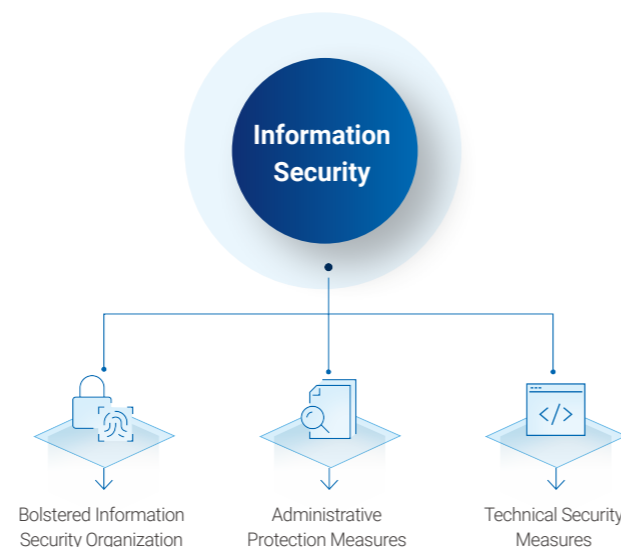 Information
Security
</>
Bolstered Information
Security Organization
Administrative
Protection Measures
Technical Security
Measures